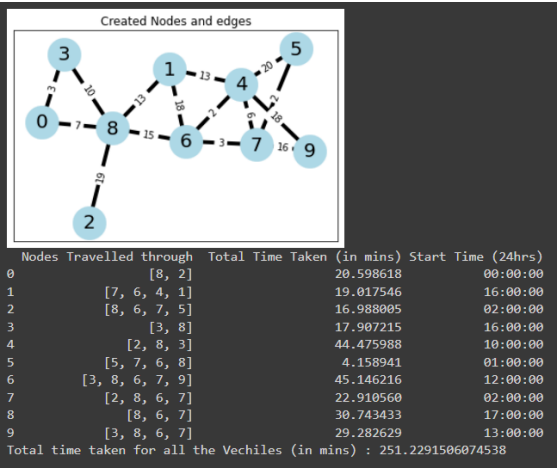 Created Nodes and edges
3
5
1
13
20
4
3
10
13
18
2
6
2
18
0
7
8
15
6
3
7
16
9
19
2
Nodes Travelled through Total Time Taken (in mins) Start Time (24hrs)
0 [8, 2] 20.598618 00:00:00
1 [7, 6, 4, 1] 19.017546 16:00:00
2 [8, 6, 7, 5] 16.988005 02:00:00
3 [3, 8] 17.907215 16:00:00
4 [2, 8, 3] 44.475988 10:00:00
5 [5, 7, 6, 8] 4.158941 01:00:00
6 [3, 8, 6, 7, 9] 45.146216 12:00:00
7 [2, 8, 6, 7] 22.910560 02:00:00
8 [8, 6, 7] 30.743433 17:00:00
9 [3, 8, 6, 7] 29.282629 13:00:00
Total time taken for all the Vechiles (in mins) : 251.2291506074538